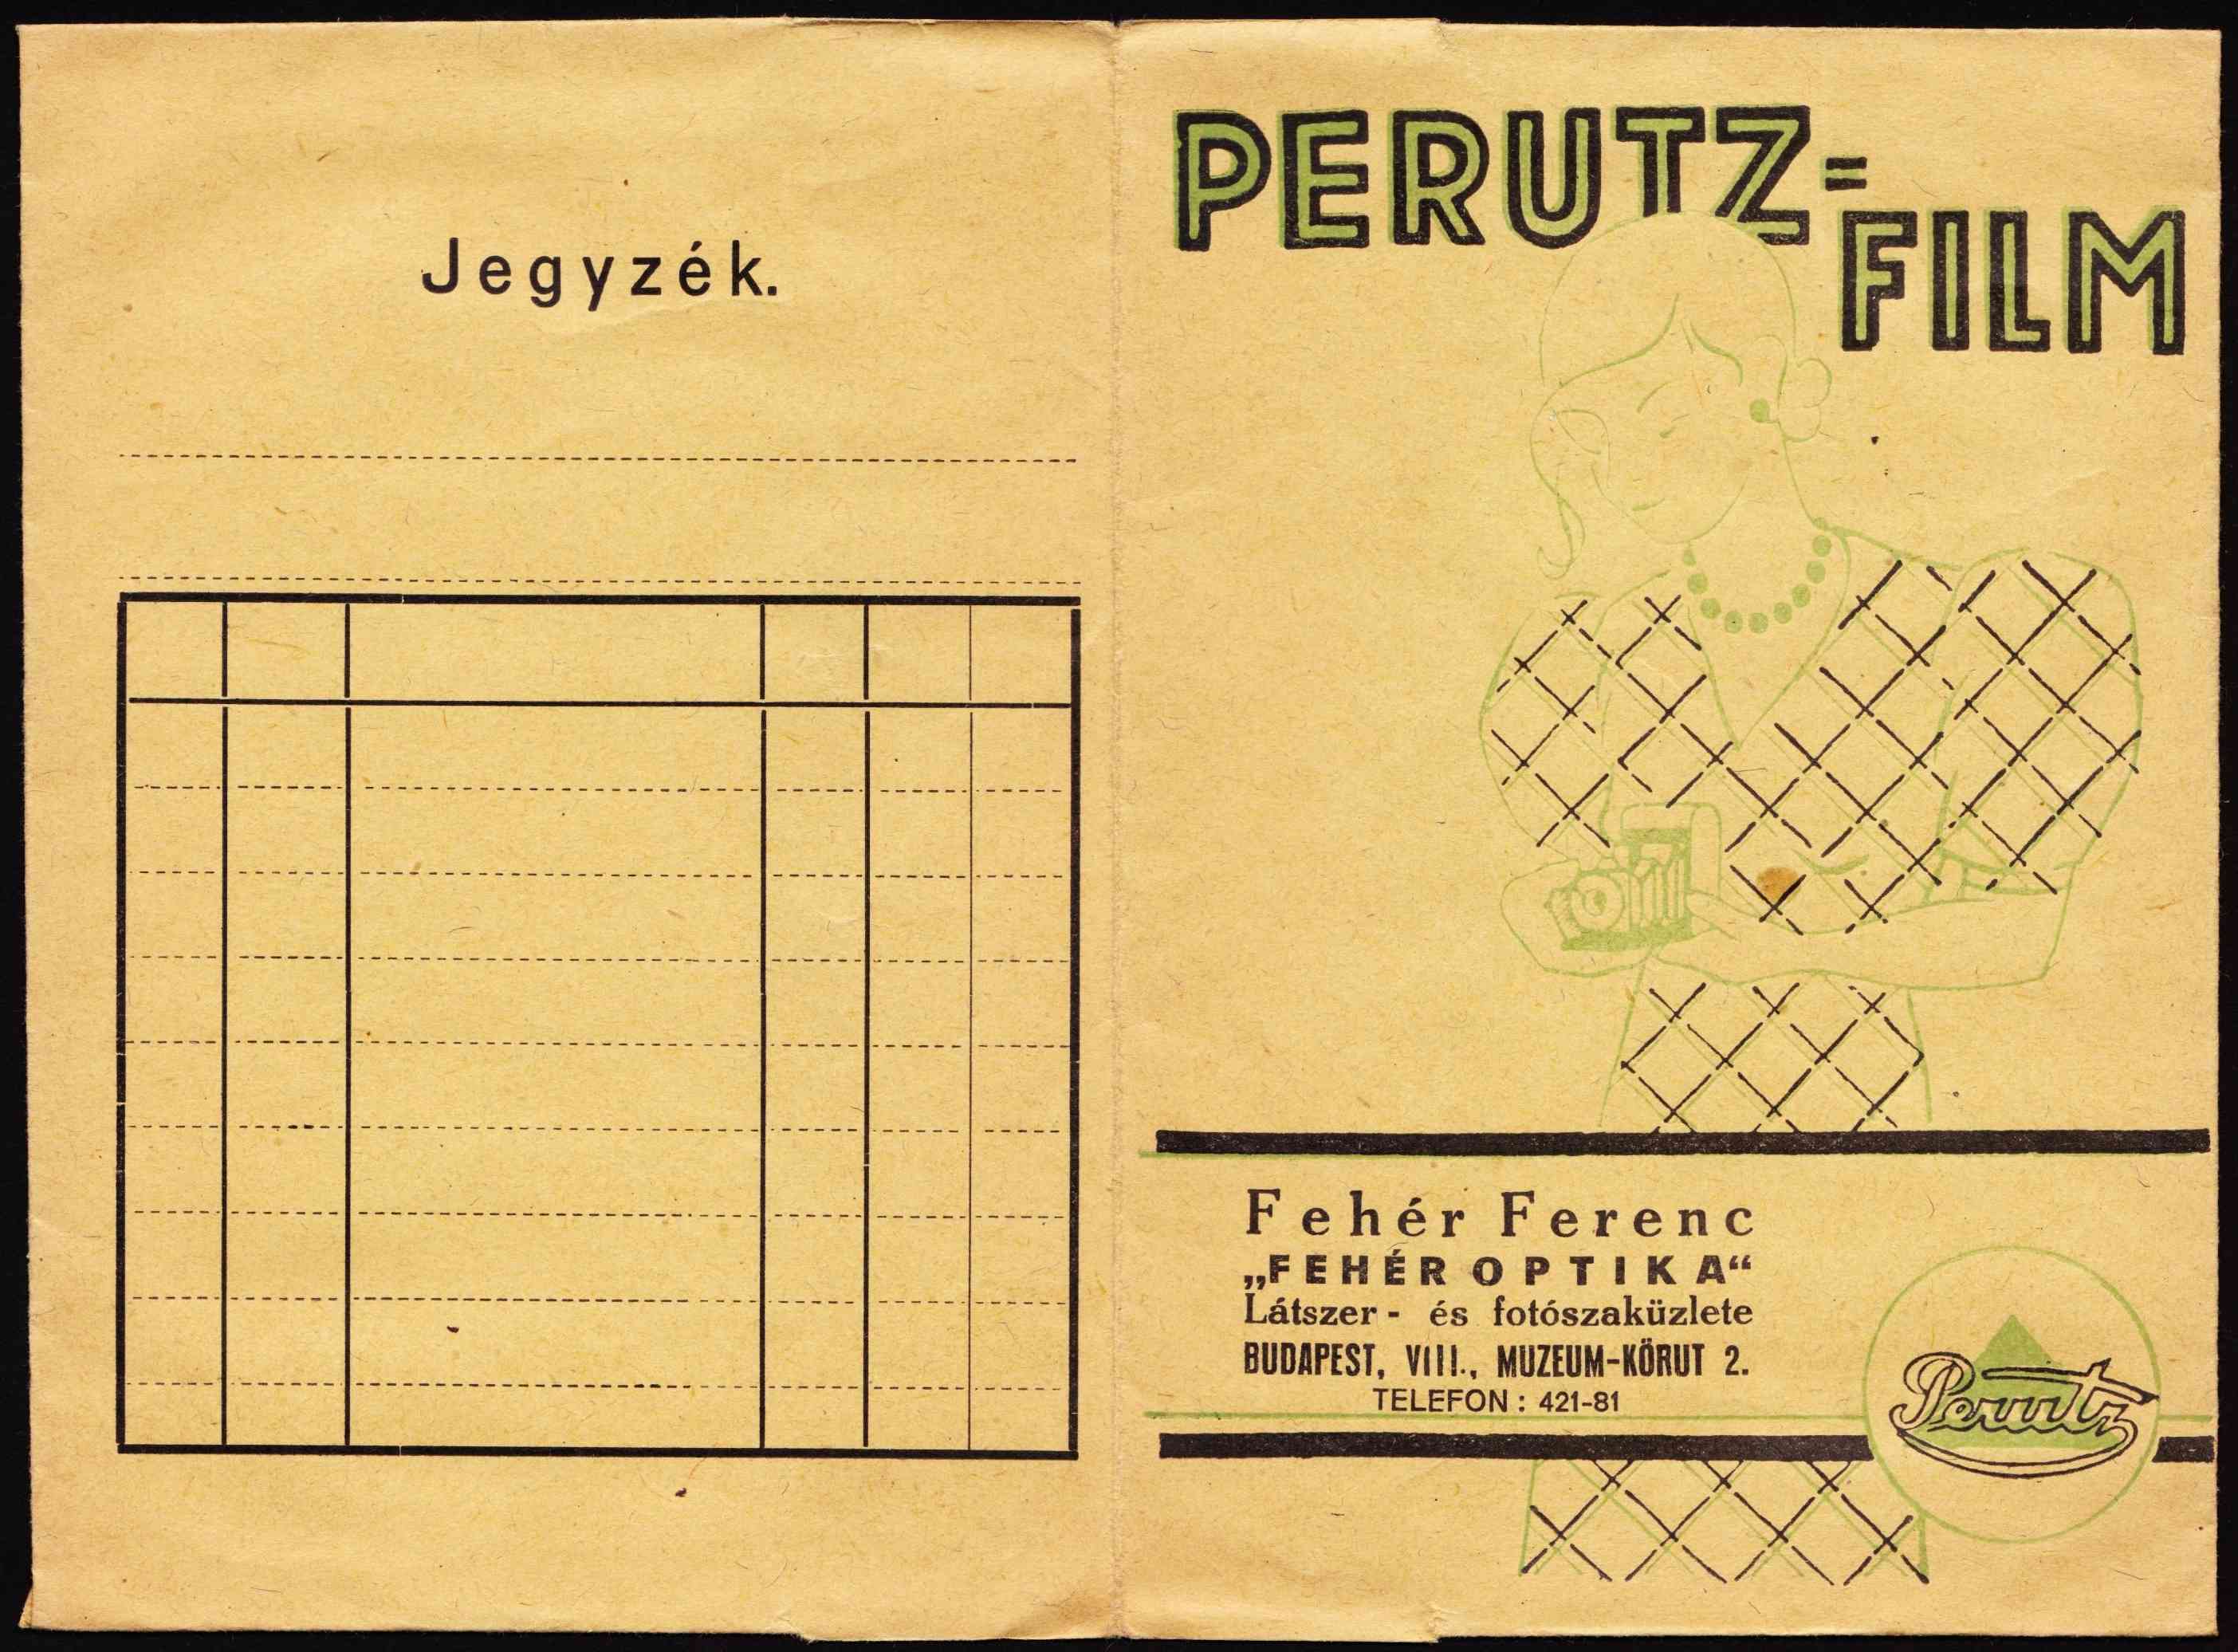 Jegyzék.
PERUTZ=
FILM
Fehér Ferenc
„FEHÉR OPTIKA“
Látszer - és fotószaküzlete
BUDAPEST, VIII., MUZEUM-KÖRUT 2.
TELEFON : 421-81
Perutz